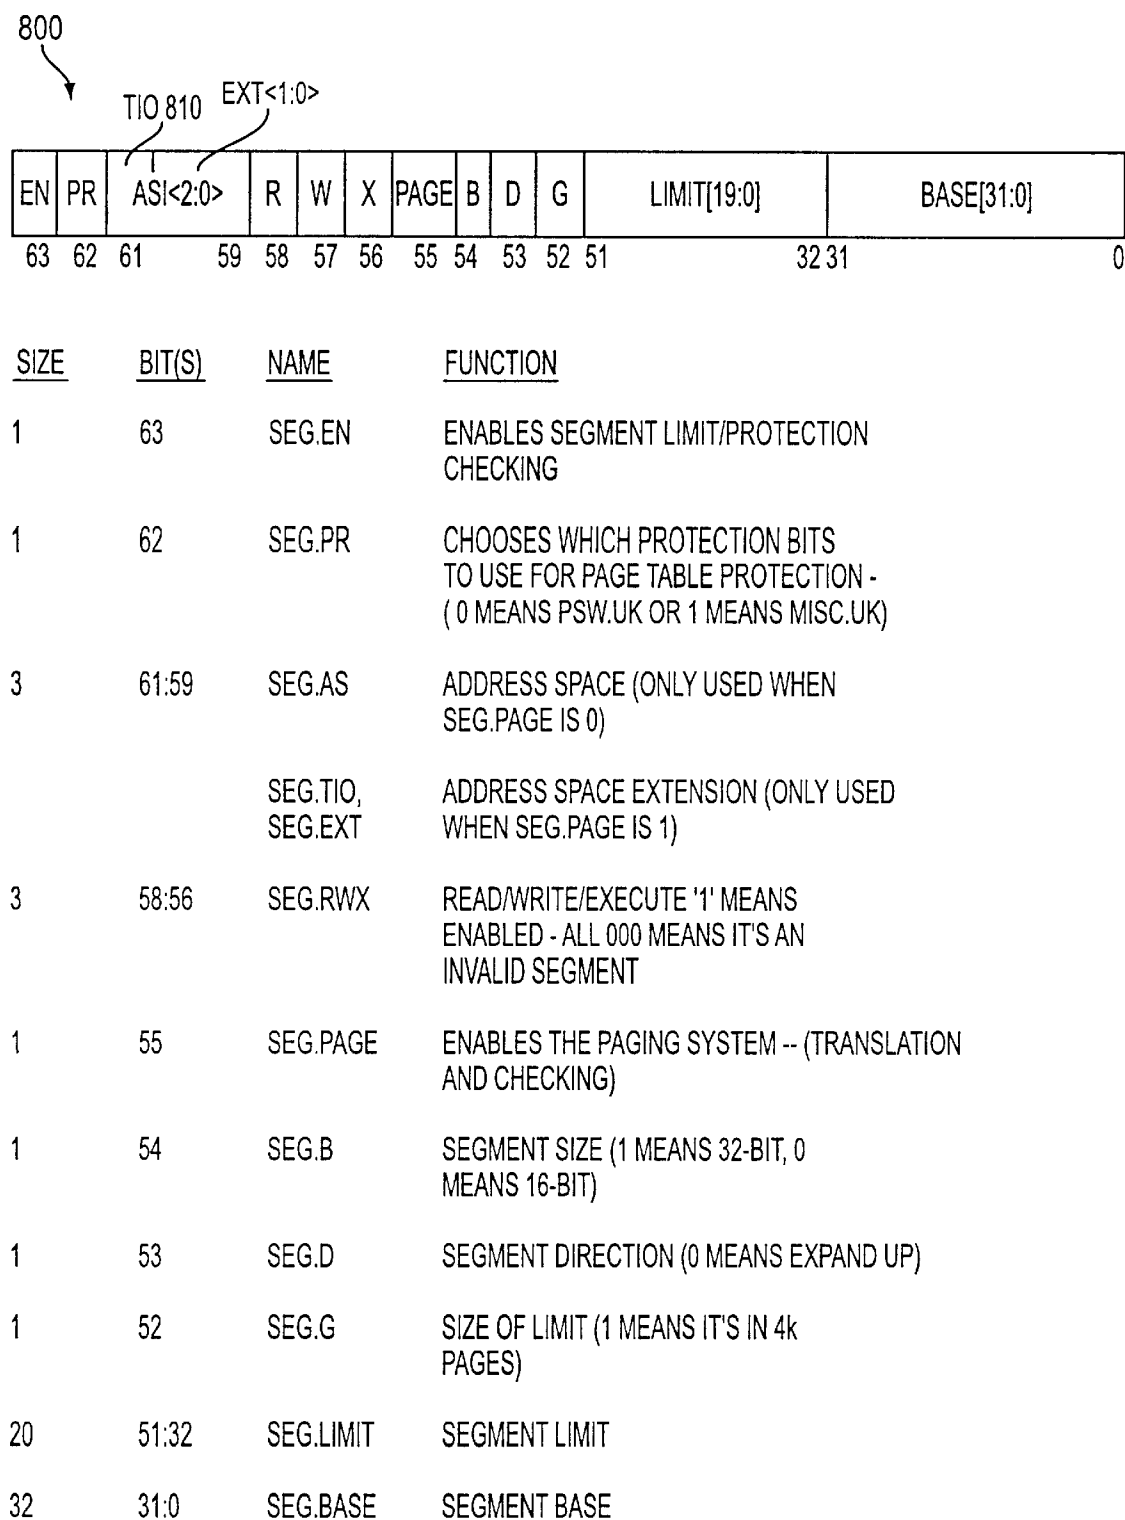 800
TIO 810 EXT<1:0>
EN PR ASI<2:0> R W X PAGE B D G LIMIT[19:0] BASE[31:0]
63 62 61 59 58 57 56 55 54 53 52 51 32 31 0
SIZE BIT(S) NAME FUNCTION
1 63 SEG.EN ENABLES SEGMENT LIMIT/PROTECTION
CHECKING
1 62 SEG.PR CHOOSES WHICH PROTECTION BITS
TO USE FOR PAGE TABLE PROTECTION -
( 0 MEANS PSW.UK OR 1 MEANS MISC.UK)
3 61:59 SEG.AS ADDRESS SPACE (ONLY USED WHEN
SEG.PAGE IS 0)
SEG.TIO, ADDRESS SPACE EXTENSION (ONLY USED
SEG.EXT WHEN SEG.PAGE IS 1)
3 58:56 SEG.RWX READ/WRITE/EXECUTE '1' MEANS
ENABLED - ALL 000 MEANS IT'S AN
INVALID SEGMENT
1 55 SEG.PAGE ENABLES THE PAGING SYSTEM -- (TRANSLATION
AND CHECKING)
1 54 SEG.B SEGMENT SIZE (1 MEANS 32-BIT, 0
MEANS 16-BIT)
1 53 SEG.D SEGMENT DIRECTION (0 MEANS EXPAND UP)
1 52 SEG.G SIZE OF LIMIT (1 MEANS IT'S IN 4k
PAGES)
20 51:32 SEG.LIMIT SEGMENT LIMIT
32 31:0 SEG.BASE SEGMENT BASE